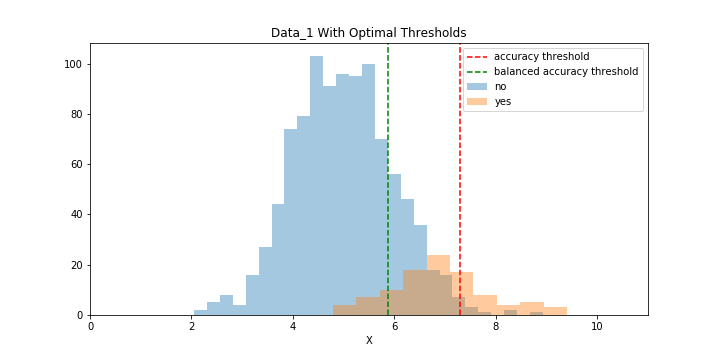 Data_1 With Optimal Thresholds
accuracy threshold
balanced accuracy threshold
no
yes
100
80
60
40
20
0
0 2 4 6 8 10
X